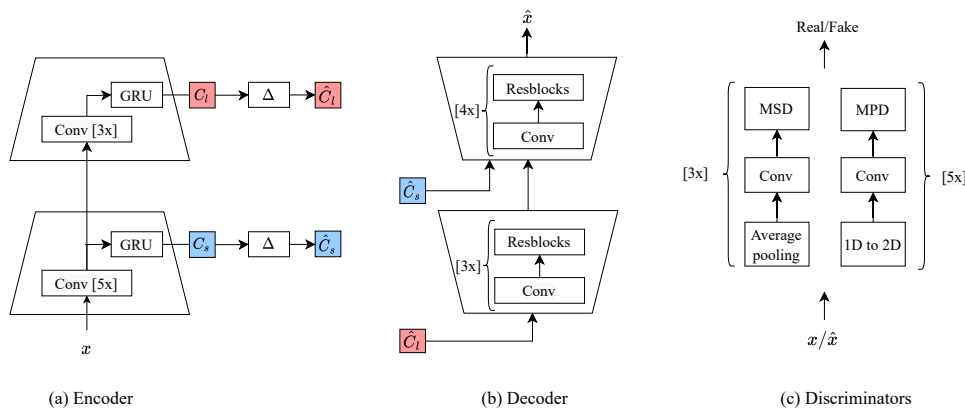 GRU
C_l
Δ
Ĉ_l
Conv [3x]
GRU
C_s
Δ
Ĉ_s
Conv [5x]
x
(a) Encoder
x̂
[4x]
Resblocks
Conv
Ĉ_s
[3x]
Resblocks
Conv
Ĉ_l
(b) Decoder
Real/Fake
MSD
MPD
[3x]
Conv
Conv
[5x]
Average
pooling
1D to 2D
x/x̂
(c) Discriminators